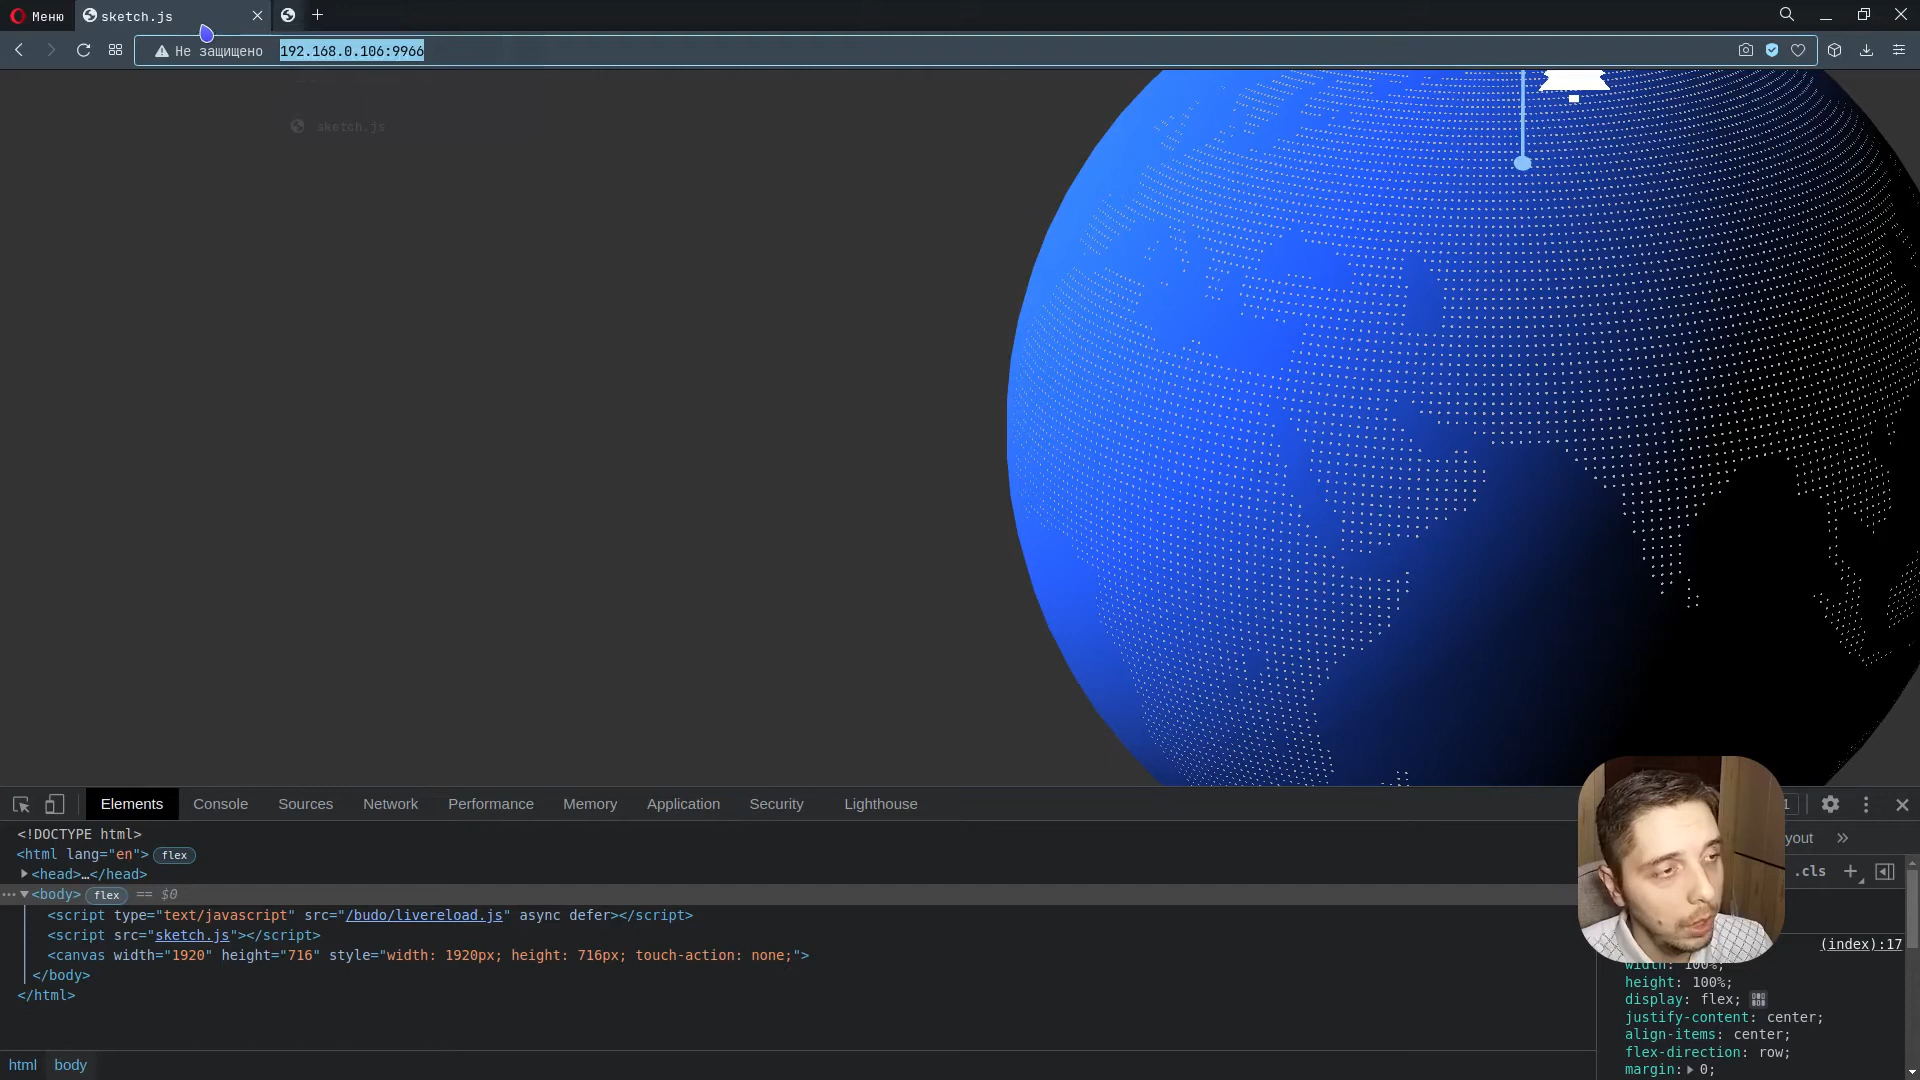 Меню
sketch.js
Не защищено 192.168.0.106:9966
sketch.js
Elements Console Sources Network Performance Memory Application Security Lighthouse 1
<!DOCTYPE html>
<html lang="en"> flex
<head>…</head>
<body> flex == $0
<script type="text/javascript" src="/budo/livereload.js" async defer></script>
<script src="sketch.js"></script>
<canvas width="1920" height="716" style="width: 1920px; height: 716px; touch-action: none;">
</body>
</html>
html body
yout
.cls
(index):17
width: 100%;
height: 100%;
display: flex;
justify-content: center;
align-items: center;
flex-direction: row;
margin: 0;